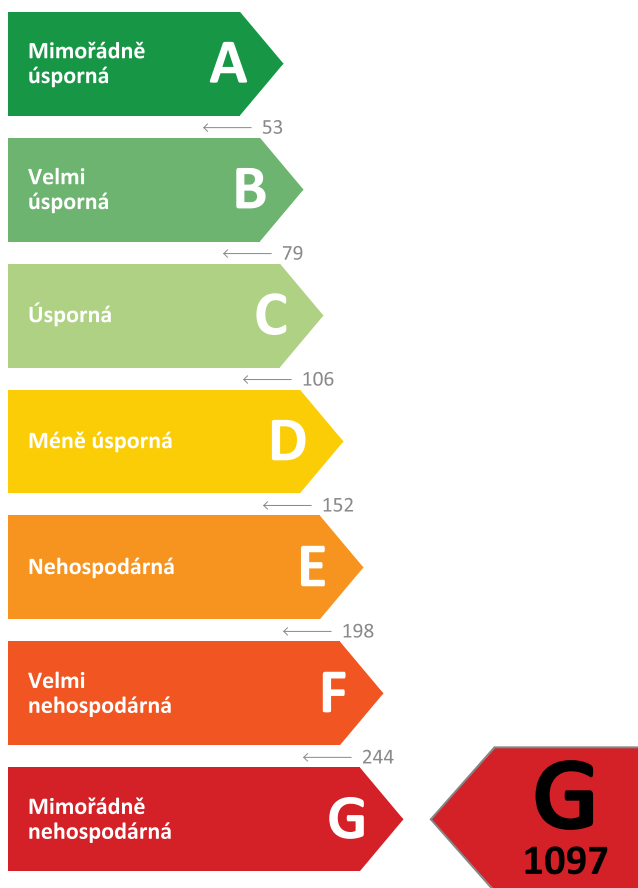 Mimořádně
úsporná
A
53
Velmi
úsporná
B
79
Úsporná
C
106
Méně úsporná
D
152
Nehospodárná
E
198
Velmi
nehospodárná
F
244
Mimořádně
nehospodárná
G
G
1097